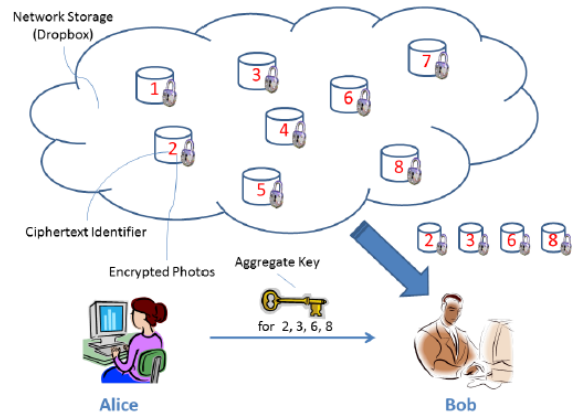 Network Storage
(Dropbox)
7
3
1
6
4
2
8
5
Ciphertext Identifier
Encrypted Photos
2 3 6 8
Aggregate Key
for 2, 3, 6, 8
Alice
Bob